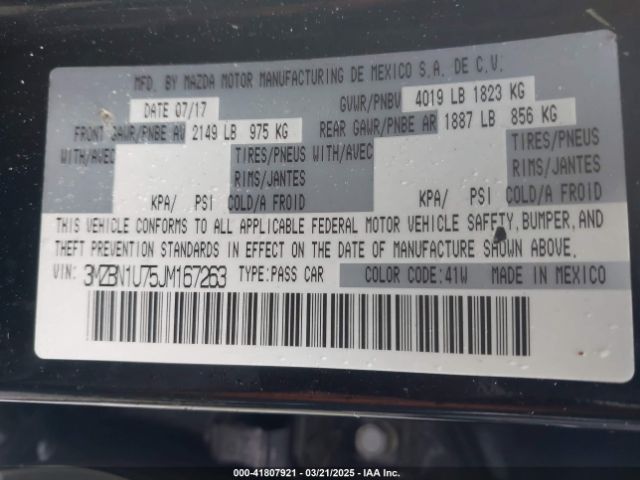 MFD. BY MAZDA MOTOR MANUFACTURING DE MEXICO S.A. DE C.V.
DATE 07/17 GVWR/PNBV 4019 LB 1823 KG
FRONT GAWR/PNBE AV 2149 LB 975 KG REAR GAWR/PNBE AR 1887 LB 856 KG
WITH/AVEC TIRES/PNEUS WITH/AVEC TIRES/PNEUS
RIMS/JANTES RIMS/JANTES
KPA/ PSI COLD/A FROID KPA/ PSI COLD/A FROID
THIS VEHICLE CONFORMS TO ALL APPLICABLE FEDERAL MOTOR VEHICLE SAFETY, BUMPER, AND
THEFT PREVENTION STANDARDS IN EFFECT ON THE DATE OF MANUFACTURE SHOWN ABOVE.
VIN: 3MZBN1U75JM167263 TYPE:PASS CAR COLOR CODE:41W MADE IN MEXICO
000-41807921 — 03/21/2025 — IAA Inc.